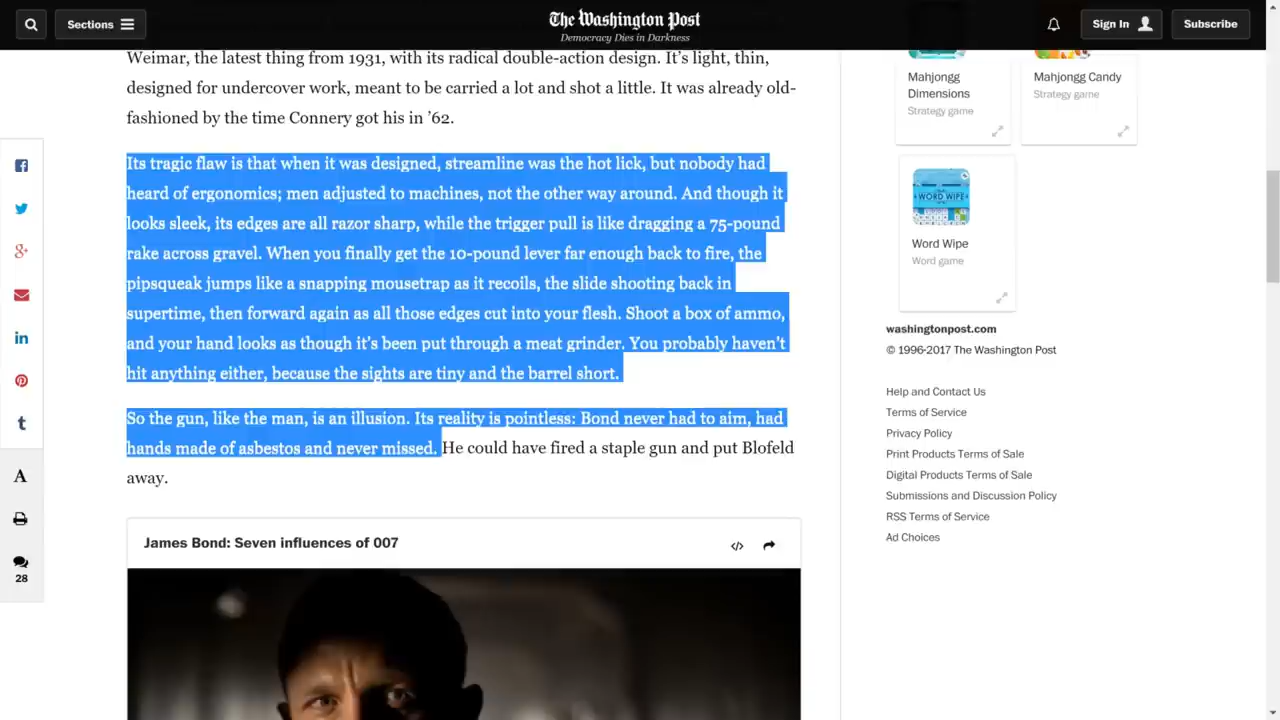 Sections
The Washington Post
Democracy Dies in Darkness
Sign In
Subscribe
Weimar, the latest thing from 1931, with its radical double-action design. It’s light, thin,
designed for undercover work, meant to be carried a lot and shot a little. It was already old-
fashioned by the time Connery got his in ’62.
Its tragic flaw is that when it was designed, streamline was the hot lick, but nobody had
heard of ergonomics; men adjusted to machines, not the other way around. And though it
looks sleek, its edges are all razor sharp, while the trigger pull is like dragging a 75-pound
rake across gravel. When you finally get the 10-pound lever far enough back to fire, the
pipsqueak jumps like a snapping mousetrap as it recoils, the slide shooting back in
supertime, then forward again as all those edges cut into your flesh. Shoot a box of ammo,
and your hand looks as though it’s been put through a meat grinder. You probably haven’t
hit anything either, because the sights are tiny and the barrel short.
So the gun, like the man, is an illusion. Its reality is pointless: Bond never had to aim, had
hands made of asbestos and never missed. He could have fired a staple gun and put Blofeld
away.
James Bond: Seven influences of 007
A
28
Mahjongg
Dimensions
Strategy game
Mahjongg Candy
Strategy game
WORD WIPE
Word Wipe
Word game
washingtonpost.com
© 1996-2017 The Washington Post
Help and Contact Us
Terms of Service
Privacy Policy
Print Products Terms of Sale
Digital Products Terms of Sale
Submissions and Discussion Policy
RSS Terms of Service
Ad Choices